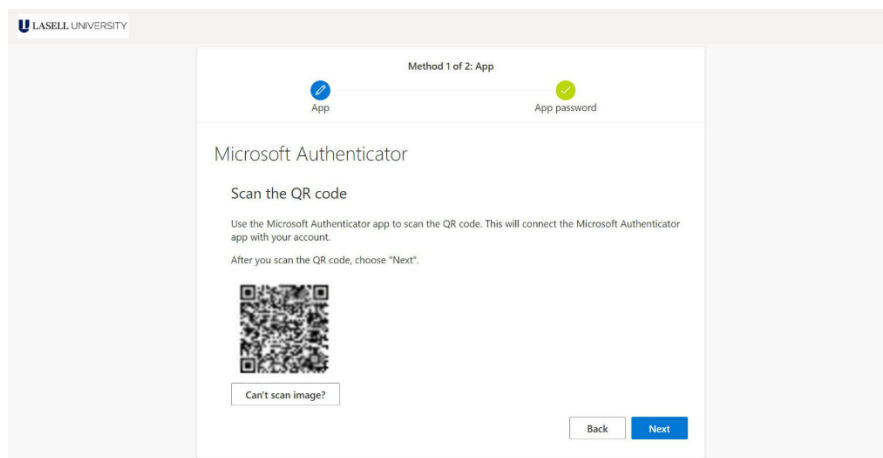 LASELL UNIVERSITY
Method 1 of 2: App
App
App password
Microsoft Authenticator
Scan the QR code
Use the Microsoft Authenticator app to scan the QR code. This will connect the Microsoft Authenticator
app with your account.
After you scan the QR code, choose "Next".
Can't scan image?
Back
Next